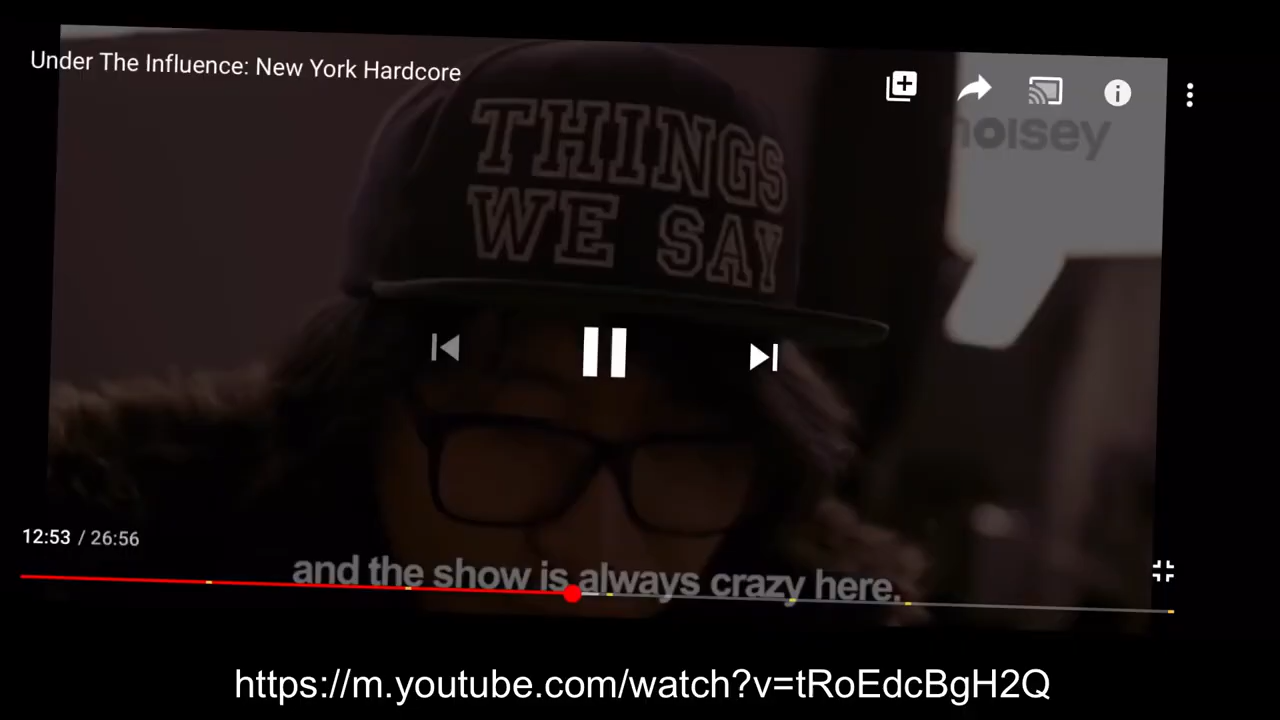 Under The Influence: New York Hardcore
noisey
THINGS
WE SAY
12:53 / 26:56
and the show is always crazy here.
https://m.youtube.com/watch?v=tRoEdcBgH2Q